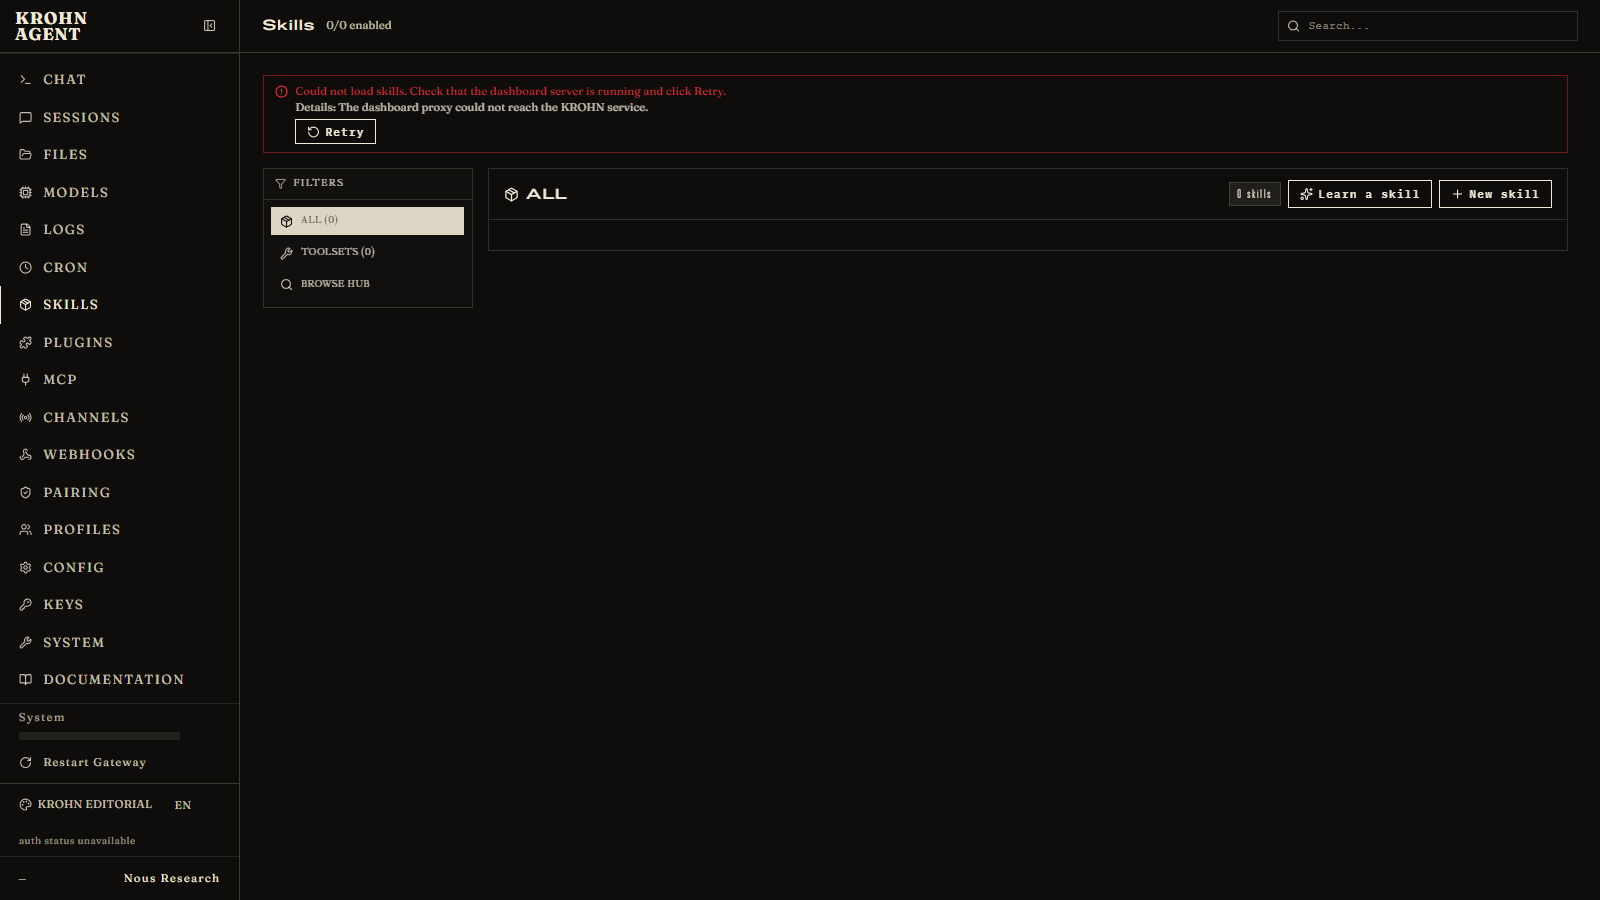 KROHN
AGENT
CHAT
SESSIONS
FILES
MODELS
LOGS
CRON
SKILLS
PLUGINS
MCP
CHANNELS
WEBHOOKS
PAIRING
PROFILES
CONFIG
KEYS
SYSTEM
DOCUMENTATION
System
Restart Gateway
KROHN EDITORIAL EN
auth status unavailable
– Nous Research
Skills 0/0 enabled
Search...
Could not load skills. Check that the dashboard server is running and click Retry.
Details: The dashboard proxy could not reach the KROHN service.
Retry
FILTERS
ALL (0)
TOOLSETS (0)
BROWSE HUB
ALL
0 skills
Learn a skill
New skill